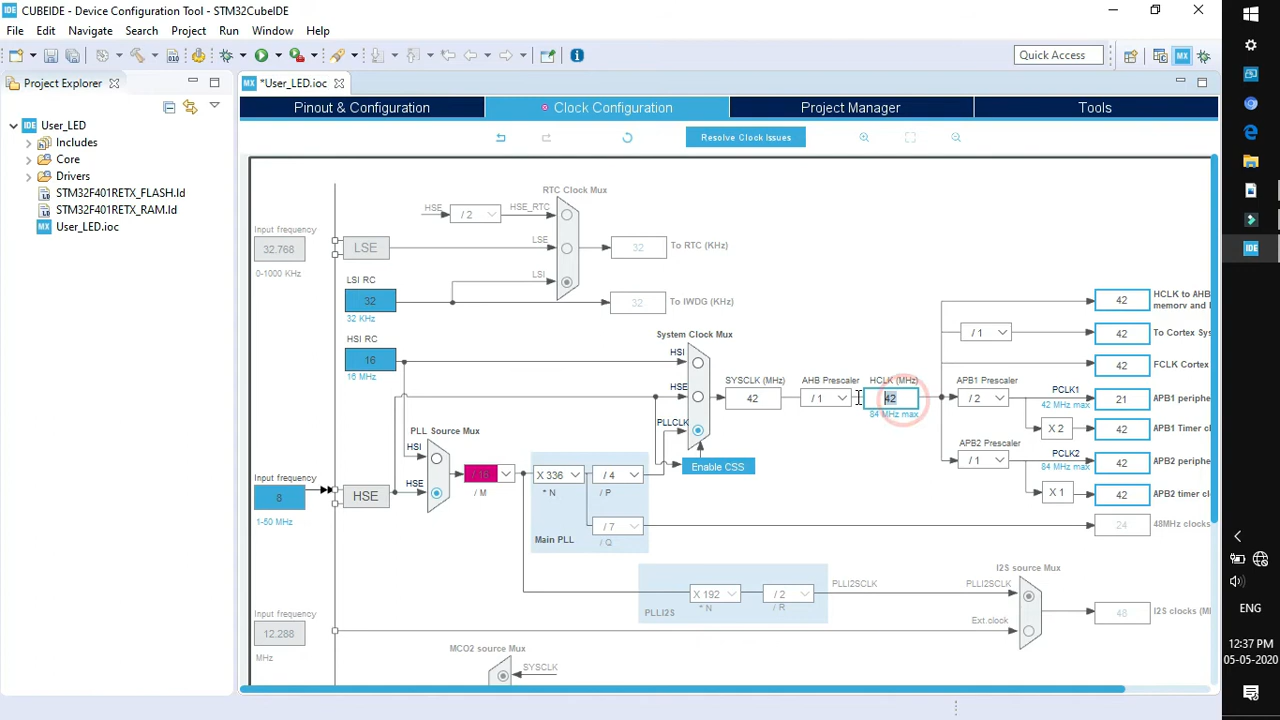 CUBEIDE - Device Configuration Tool - STM32CubeIDE
File Edit Navigate Search Project Run Window Help
Quick Access
Project Explorer
*User_LED.ioc
User_LED
Includes
Core
Drivers
STM32F401RETX_FLASH.ld
STM32F401RETX_RAM.ld
User_LED.ioc
Pinout & Configuration
Clock Configuration
Project Manager
Tools
Resolve Clock Issues
RTC Clock Mux
HSE
/ 2
HSE_RTC
Input frequency
32.768
0-1000 KHz
LSE
LSE
32
To RTC (KHz)
LSI
LSI RC
32
32 KHz
32
To IWDG (KHz)
HSI RC
16
16 MHz
System Clock Mux
HSI
HSE
PLLCLK
SYSCLK (MHz)
42
AHB Prescaler
/ 1
HCLK (MHz)
42
84 MHz max
Enable CSS
42
HCLK to AHB
memory and
/ 1
42
To Cortex Sys
42
FCLK Cortex
APB1 Prescaler
/ 2
PCLK1
42 MHz max
21
APB1 periphe
X 2
42
APB1 Timer cl
APB2 Prescaler
/ 1
PCLK2
84 MHz max
42
APB2 periphe
X 1
42
APB2 timer cl
PLL Source Mux
HSI
HSE
/ 16
/ M
X 336
* N
/ 4
/ P
/ 7
/ Q
Main PLL
24
48MHz clocks
Input frequency
8
1-50 MHz
HSE
X 192
* N
/ 2
/ R
PLLI2S
PLLI2SCLK
I2S source Mux
PLLI2SCLK
Ext.clock
48
I2S clocks (M
Input frequency
12.288
MHz
MCO2 source Mux
SYSCLK
ENG
12:37 PM
05-05-2020